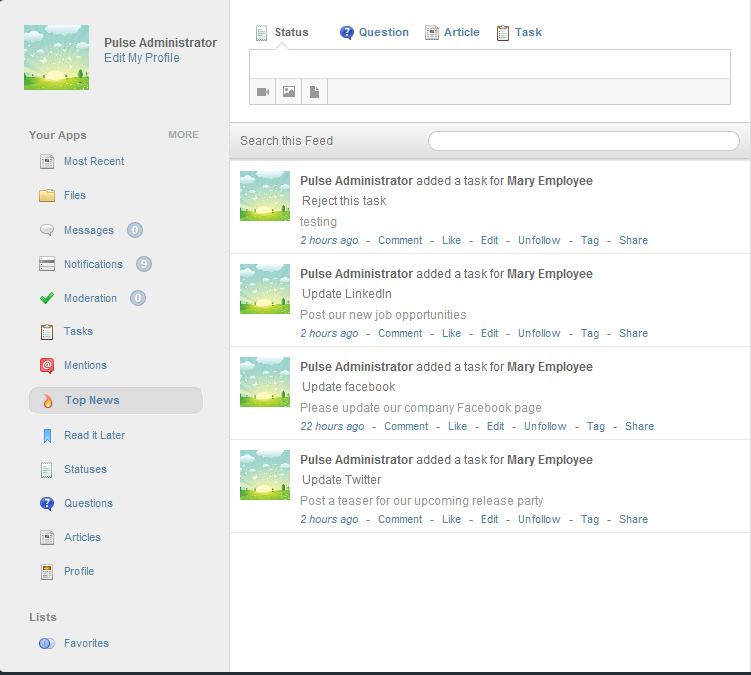 Pulse Administrator
Edit My Profile
Your Apps MORE
Most Recent
Files
Messages 0
Notifications 9
Moderation 0
Tasks
Mentions
Top News
Read it Later
Statuses
Questions
Articles
Profile
Lists
Favorites
Status Question Article Task
Search this Feed
Pulse Administrator added a task for Mary Employee
Reject this task
testing
2 hours ago - Comment - Like - Edit - Unfollow - Tag - Share
Pulse Administrator added a task for Mary Employee
Update LinkedIn
Post our new job opportunities
2 hours ago - Comment - Like - Edit - Unfollow - Tag - Share
Pulse Administrator added a task for Mary Employee
Update facebook
Please update our company Facebook page
22 hours ago - Comment - Like - Edit - Unfollow - Tag - Share
Pulse Administrator added a task for Mary Employee
Update Twitter
Post a teaser for our upcoming release party
2 hours ago - Comment - Like - Edit - Unfollow - Tag - Share